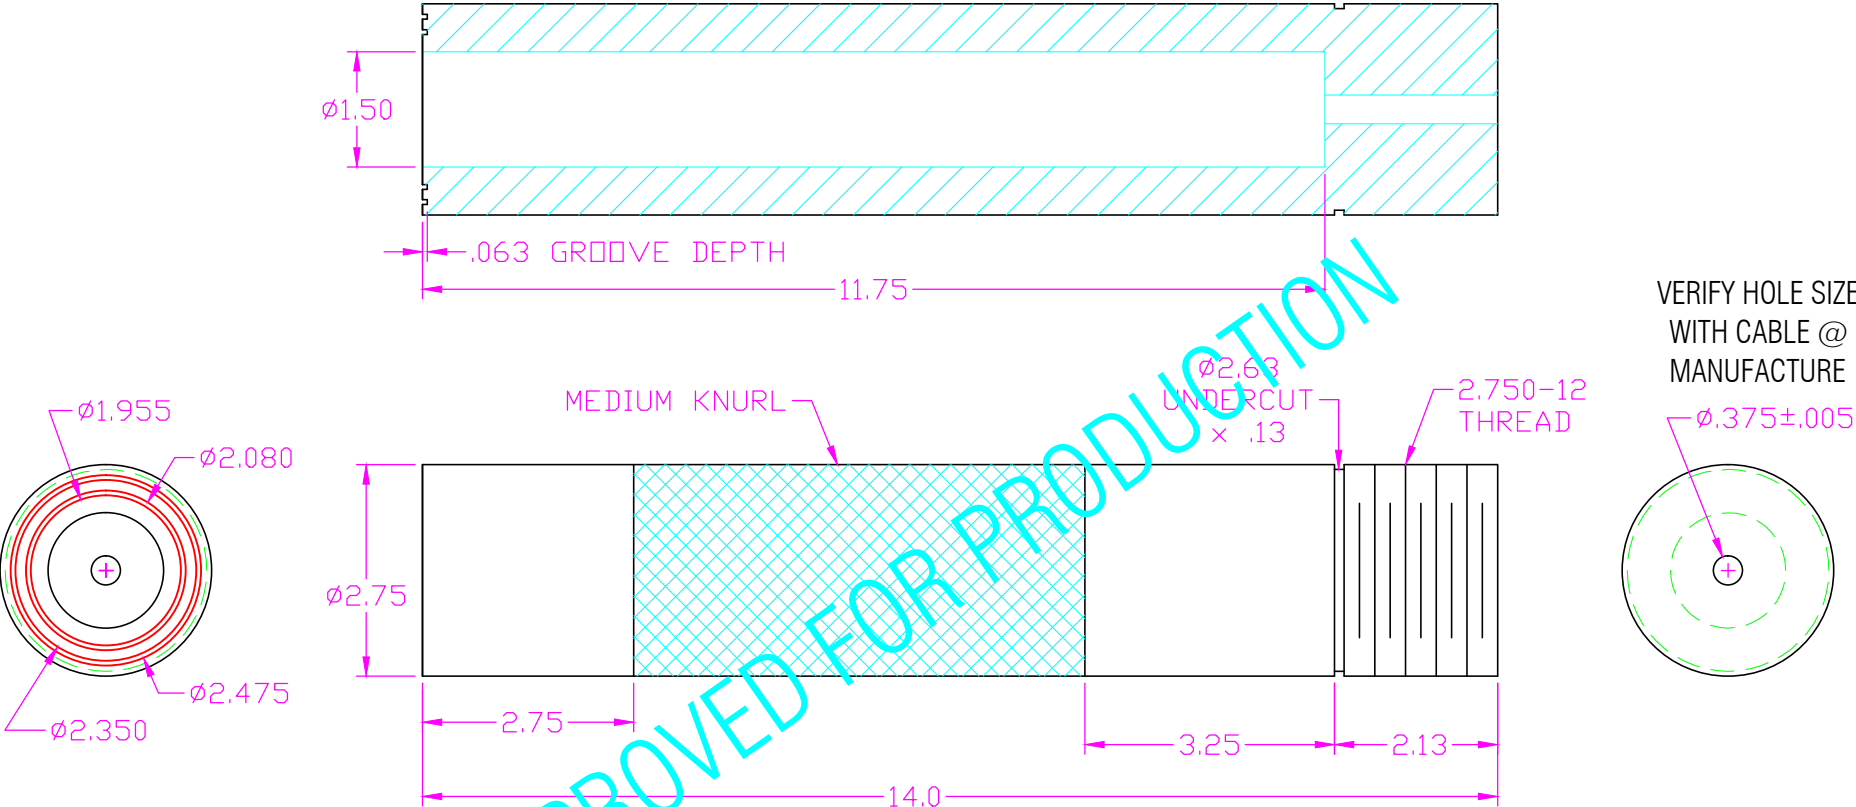 ø1.50
.063 GROOVE DEPTH
11.75
VERIFY HOLE SIZE
WITH CABLE @
MANUFACTURE
ø.375±.005
MEDIUM KNURL
ø2.63
UNDERCUT
× .13
2.750-12
THREAD
ø1.955
ø2.080
ø2.475
ø2.350
ø2.75
2.75
3.25
2.13
14.0
PROVED FOR PRODUCTION